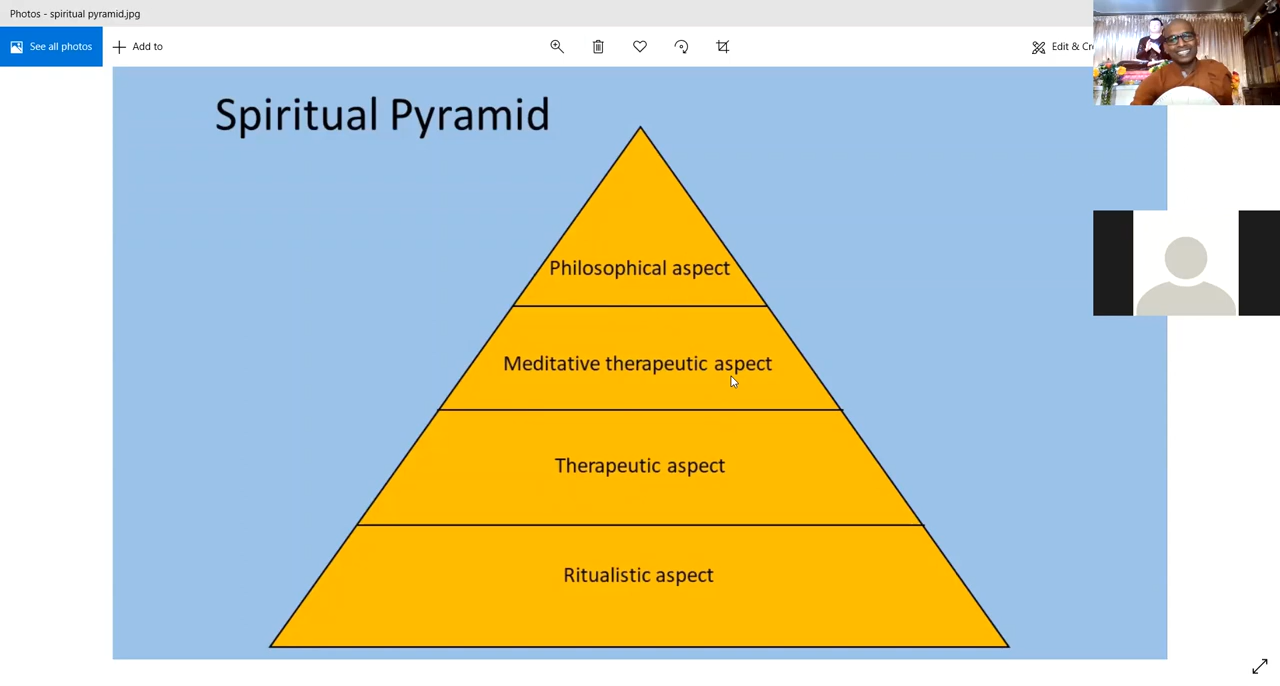 Photos - spiritual pyramid.jpg
See all photos
Add to
Edit & Cr
Spiritual Pyramid
Philosophical aspect
Meditative therapeutic aspect
Therapeutic aspect
Ritualistic aspect